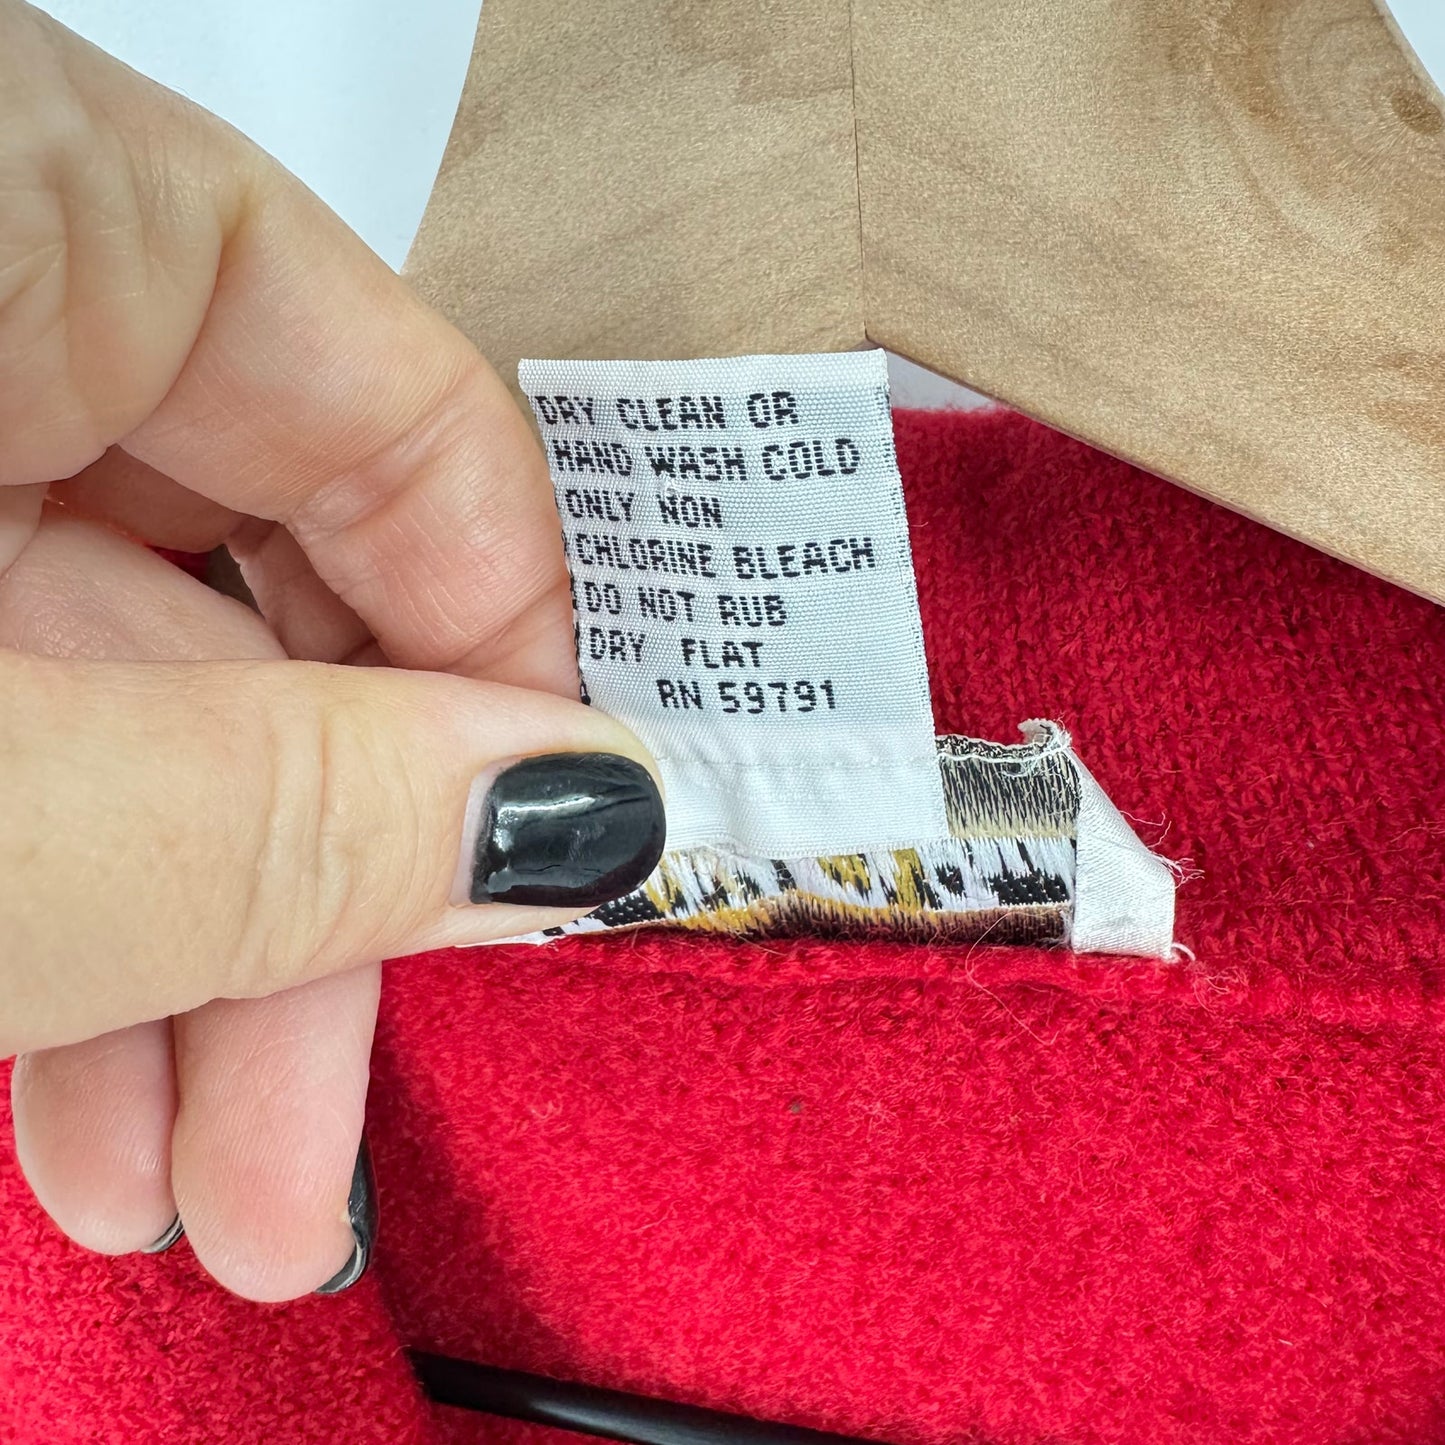 DRY CLEAN OR
HAND WASH COLD
ONLY NON
CHLORINE BLEACH
DO NOT RUB
DRY FLAT
RN 59791